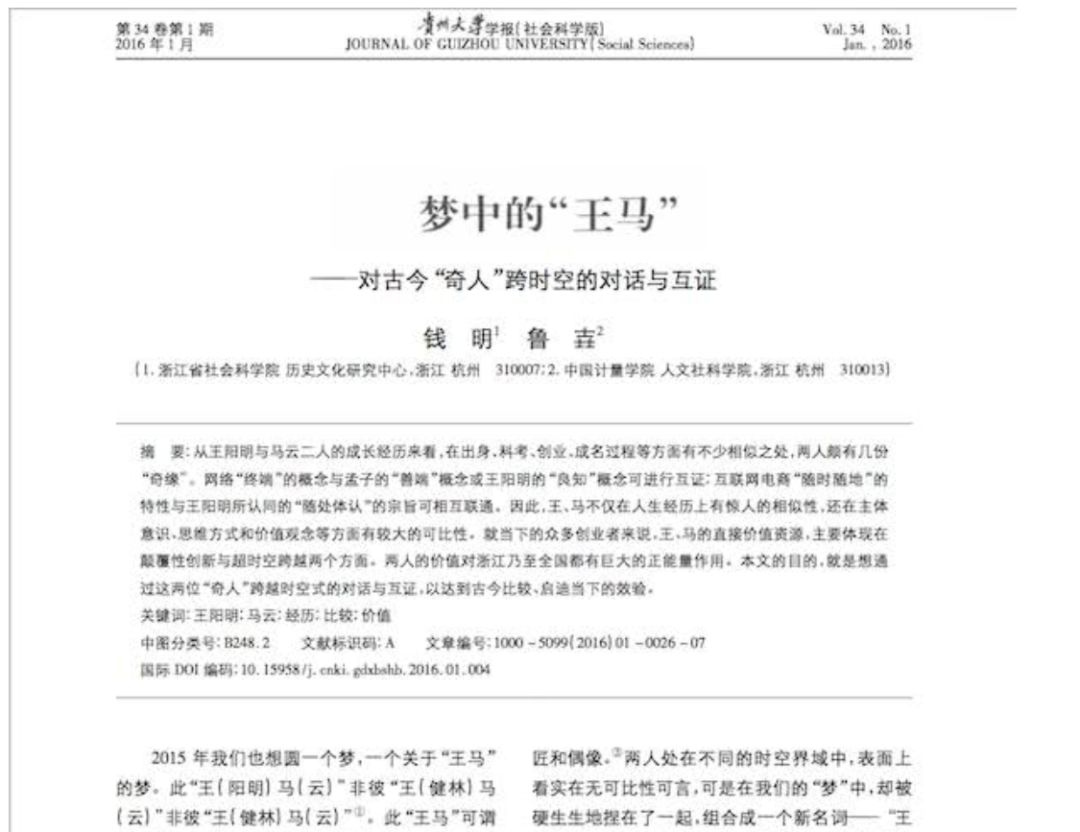 第 34 卷第 1 期
2016 年 1 月
贵州大学学报(社会科学版)
JOURNAL OF GUIZHOU UNIVERSITY(Social Sciences)
Vol. 34 No. 1
Jan. , 2016
梦中的“王马”
——对古今“奇人”跨时空的对话与互证
钱 明1 鲁 壵2
(1. 浙江省社会科学院 历史文化研究中心,浙江 杭州 310007;2. 中国计量学院 人文社科学院,浙江 杭州 310013)
摘 要:从王阳明与马云二人的成长经历来看,在出身、科考、创业、成名过程等方面有不少相似之处,两人颇有几份
“奇缘”。网络“终端”的概念与孟子的“善端”概念或王阳明的“良知”概念可进行互证;互联网电商“随时随地”的
特性与王阳明所认同的“随处体认”的宗旨可相互联通。因此,王、马不仅在人生经历上有惊人的相似性,还在主体
意识、思维方式和价值观念等方面有较大的可比性。就当下的众多创业者来说,王、马的直接价值资源,主要体现在
颠覆性创新与超时空跨越两个方面。两人的价值对浙江乃至全国都有巨大的正能量作用。本文的目的,就是想通
过这两位“奇人”跨越时空式的对话与互证,以达到古今比较、启迪当下的效验。
关键词:王阳明;马云;经历;比较;价值
中图分类号:B248. 2 文献标识码:A 文章编号:1000 - 5099(2016)01 - 0026 - 07
国际 DOI 编码:10. 15958/j. cnki. gdxbshb. 2016. 01. 004
2015 年我们也想圆一个梦,一个关于“王马”
的梦。此“王(阳明)马(云)”非彼“王(健林)马
(云)”非彼“王(健林)马(云)”①。此“王马”可谓
匠和偶像。③两人处在不同的时空界域中,表面上
看实在无可比性可言,可是在我们的“梦”中,却被
硬生生地捏在了一起,组合成一个新名词——“王